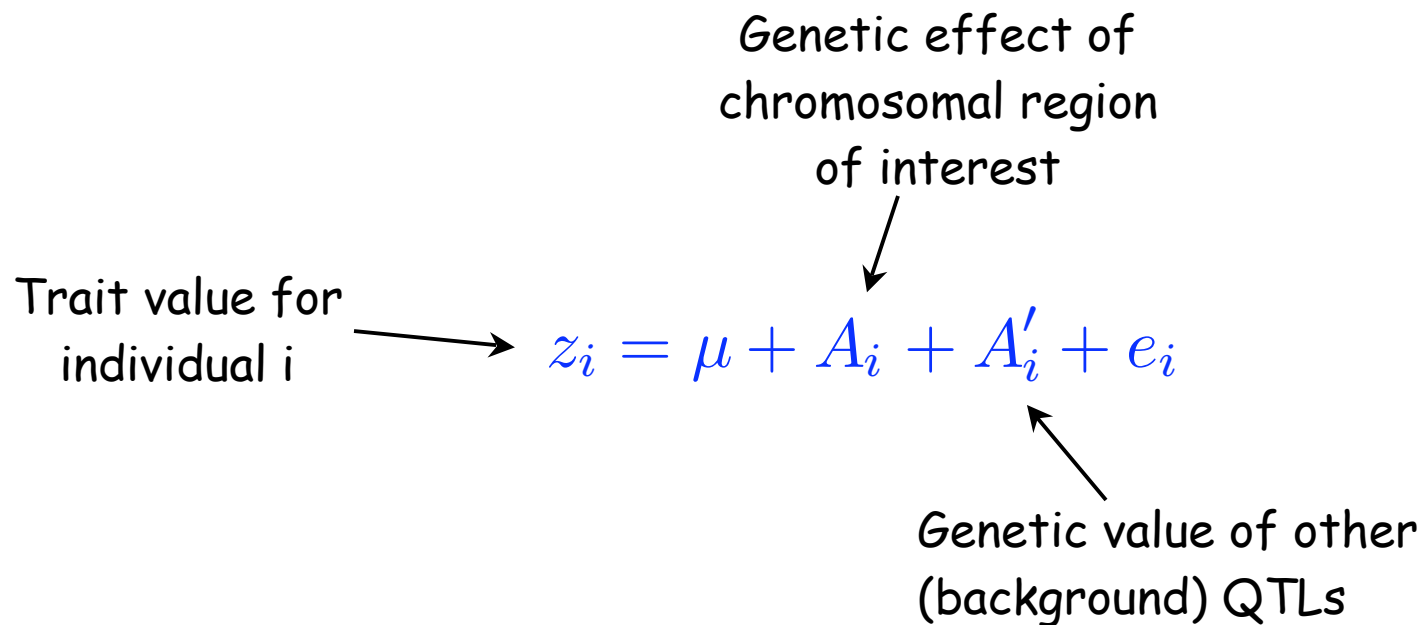 Genetic effect of
chromosomal region
of interest
Trait value for
individual i
z_i = μ + A_i + A'_i + e_i
Genetic value of other
(background) QTLs